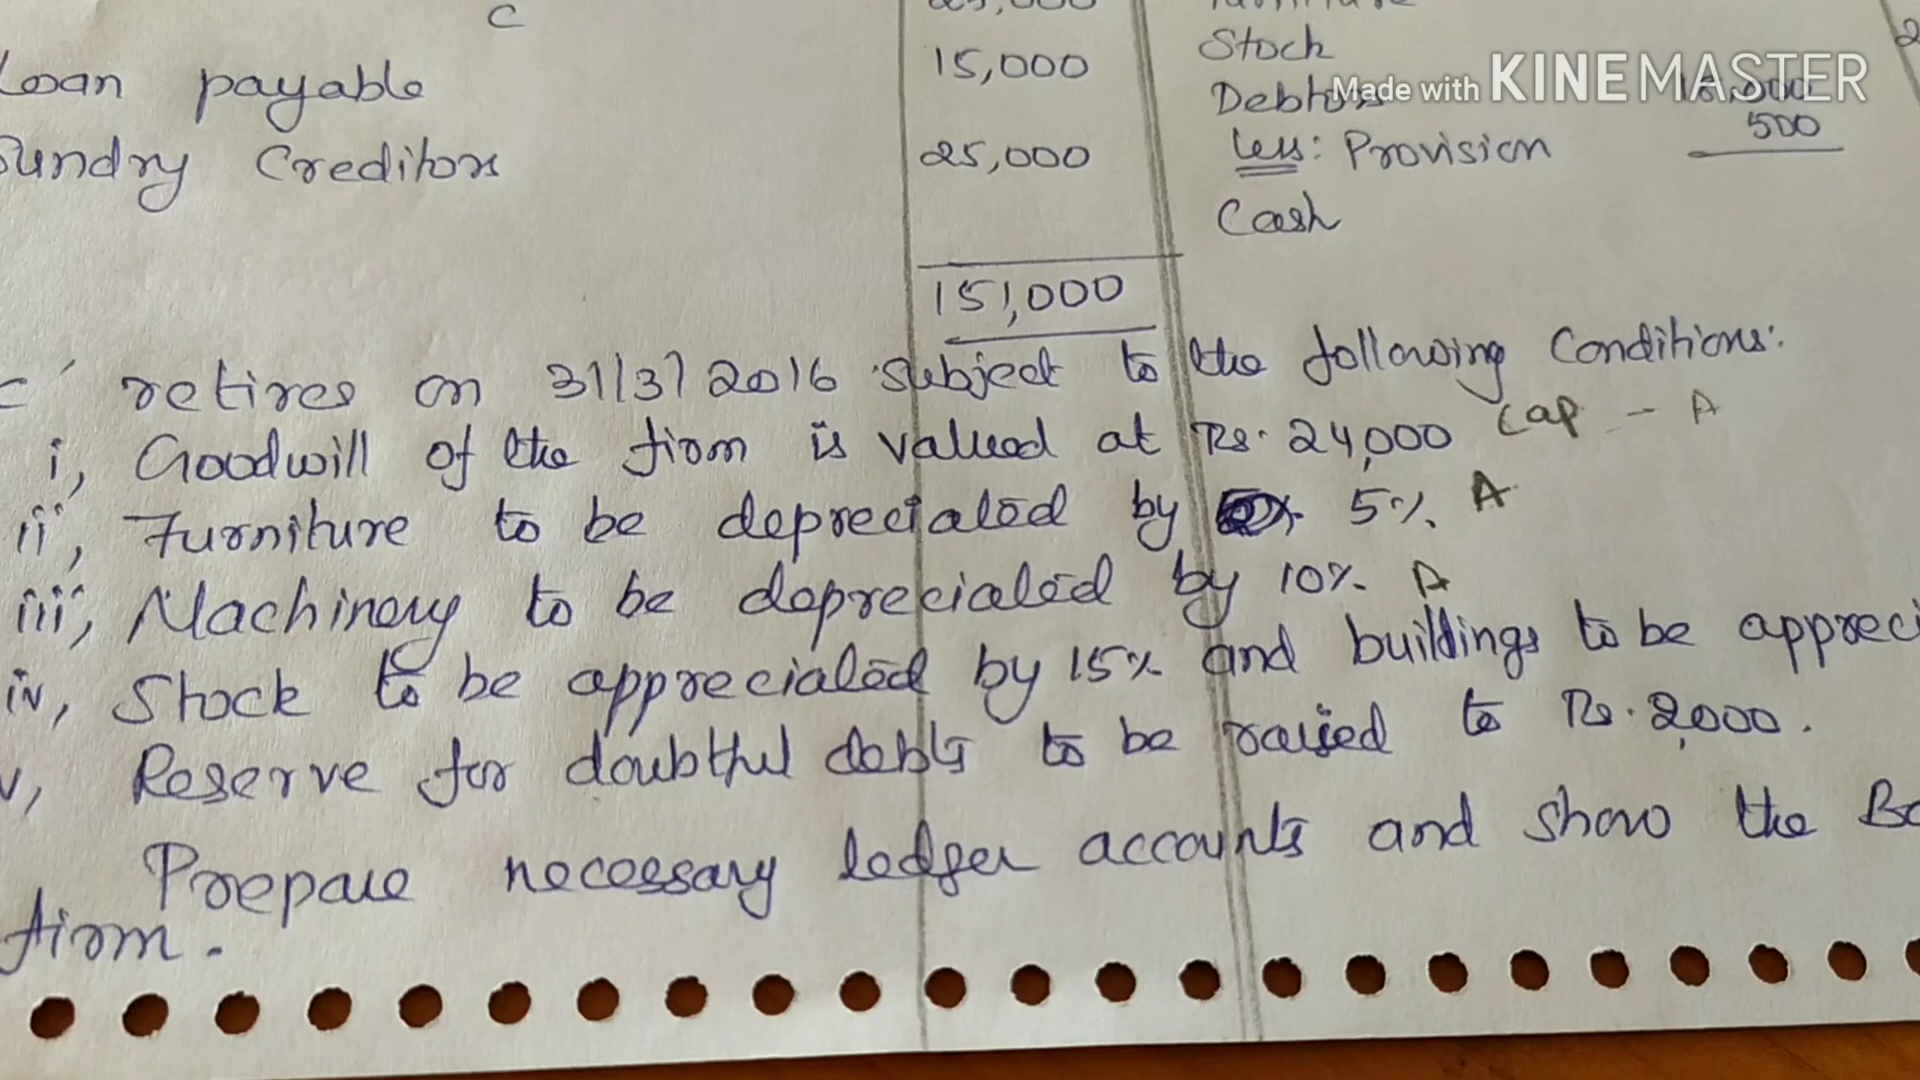 C
Stock
Loan payable 15,000
Made with KINEMASTER
Debtors
500
Sundry Creditors 25,000 Less: Provision
Cash
151,000
C' retires on 31/3/2016 subject to the following Conditions:
i, Goodwill of the firm is valued at Rs. 24,000 Cap - A
ii, Furniture to be depreciated by 5% A
iii, Machinery to be depreciated by 10% A
iv, Stock to be appreciated by 15% and buildings to be appreci
v, Reserve for doubtful debts to be raised to Rs. 2,000.
Prepare necessary ledger accounts and show the Ba
firm.